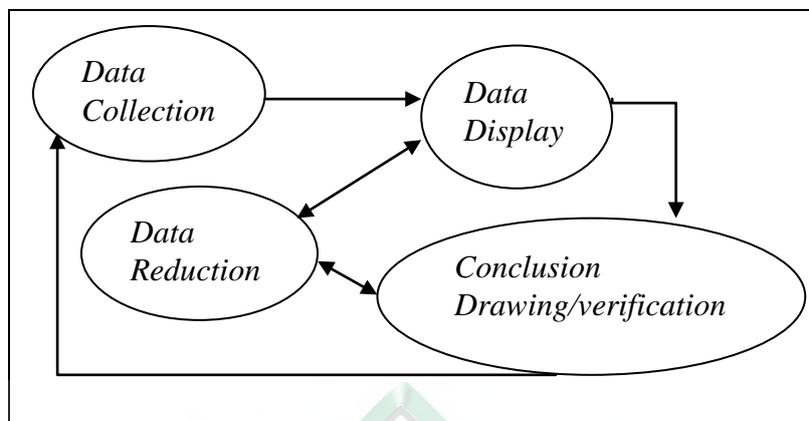 Data
Collection
Data
Display
Data
Reduction
Conclusion
Drawing/verification